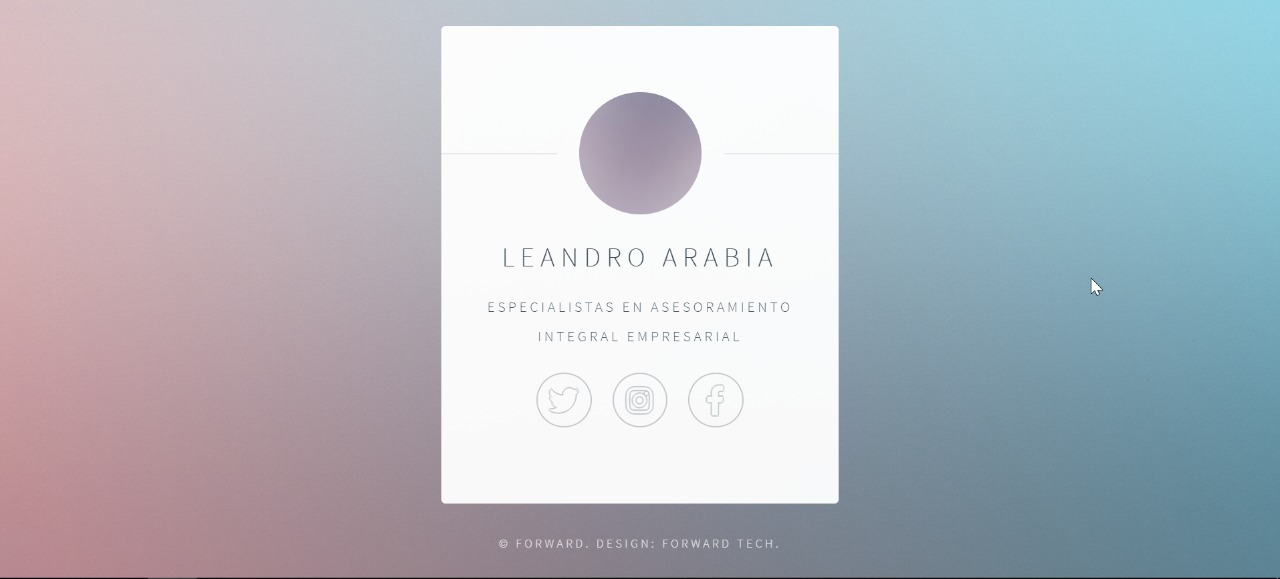 LEANDRO ARABIA
ESPECIALISTAS EN ASESORAMIENTO
INTEGRAL EMPRESARIAL
© FORWARD. DESIGN: FORWARD TECH.